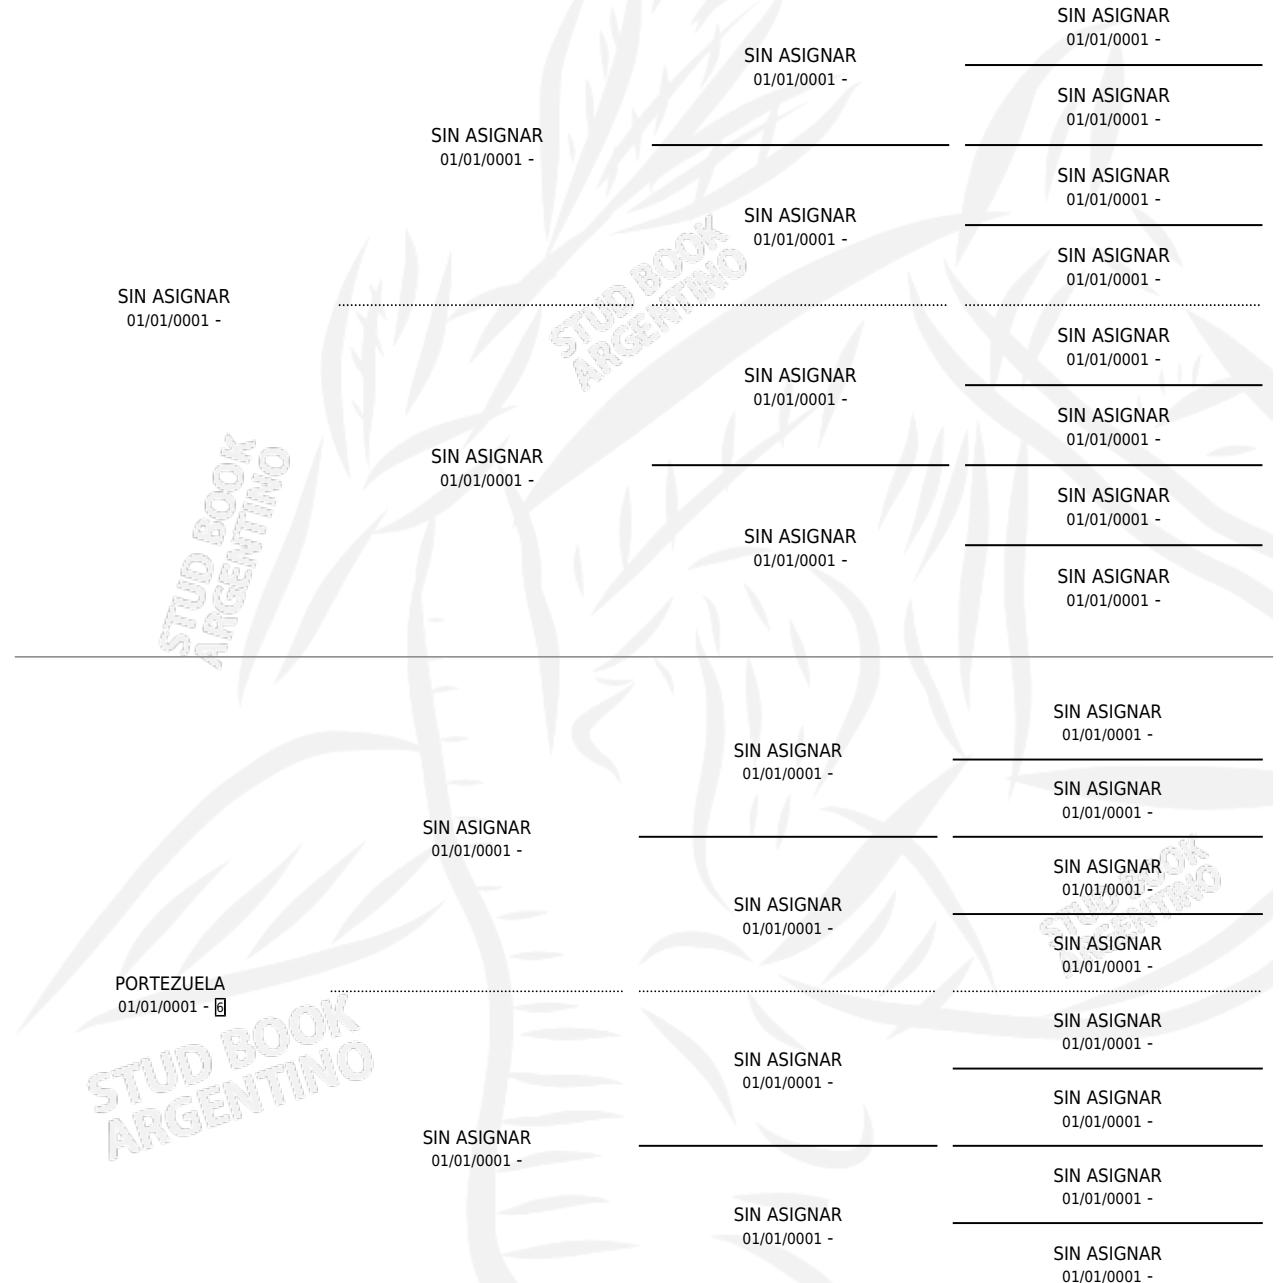 SIN ASIGNAR
01/01/0001 -
SIN ASIGNAR
01/01/0001 -
SIN ASIGNAR
01/01/0001 -
SIN ASIGNAR
01/01/0001 -
SIN ASIGNAR
01/01/0001 -
SIN ASIGNAR
01/01/0001 -
SIN ASIGNAR
01/01/0001 -
STUD BOOK
ARGENTINO
SIN ASIGNAR
01/01/0001 -
SIN ASIGNAR
01/01/0001 -
SIN ASIGNAR
01/01/0001 -
SIN ASIGNAR
01/01/0001 -
SIN ASIGNAR
01/01/0001 -
SIN ASIGNAR
01/01/0001 -
STUD BOOK
ARGENTINO
SIN ASIGNAR
01/01/0001 -
SIN ASIGNAR
01/01/0001 -
SIN ASIGNAR
01/01/0001 -
SIN ASIGNAR
01/01/0001 -
SIN ASIGNAR
01/01/0001 -
SIN ASIGNAR
01/01/0001 -
SIN ASIGNAR
01/01/0001 -
SIN ASIGNAR
01/01/0001 -
STUD BOOK
ARGENTINO
SIN ASIGNAR
01/01/0001 -
SIN ASIGNAR
01/01/0001 -
PORTEZUELA
01/01/0001 - 6
STUD BOOK
ARGENTINO
SIN ASIGNAR
01/01/0001 -
SIN ASIGNAR
01/01/0001 -
SIN ASIGNAR
01/01/0001 -
SIN ASIGNAR
01/01/0001 -
SIN ASIGNAR
01/01/0001 -
SIN ASIGNAR
01/01/0001 -
SIN ASIGNAR
01/01/0001 -